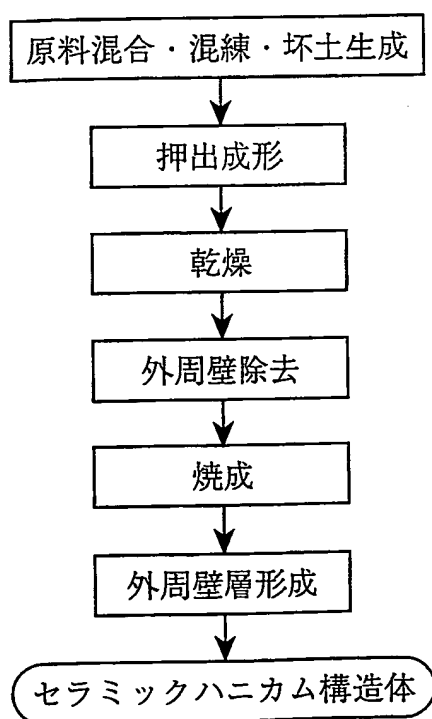 原料混合・混練・坏土生成
押出成形
乾燥
外周壁除去
焼成
外周壁層形成
セラミックハニカム構造体